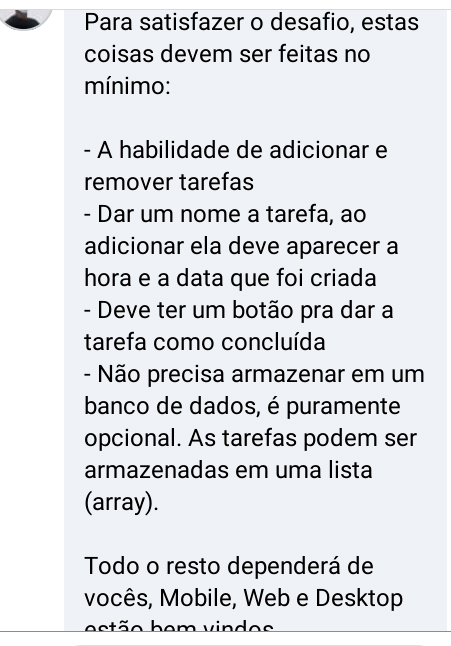 Para satisfazer o desafio, estas
coisas devem ser feitas no
mínimo:
- A habilidade de adicionar e
remover tarefas
- Dar um nome a tarefa, ao
adicionar ela deve aparecer a
hora e a data que foi criada
- Deve ter um botão pra dar a
tarefa como concluída
- Não precisa armazenar em um
banco de dados, é puramente
opcional. As tarefas podem ser
armazenadas em uma lista
(array).
Todo o resto dependerá de
vocês, Mobile, Web e Desktop
estão bem vindos